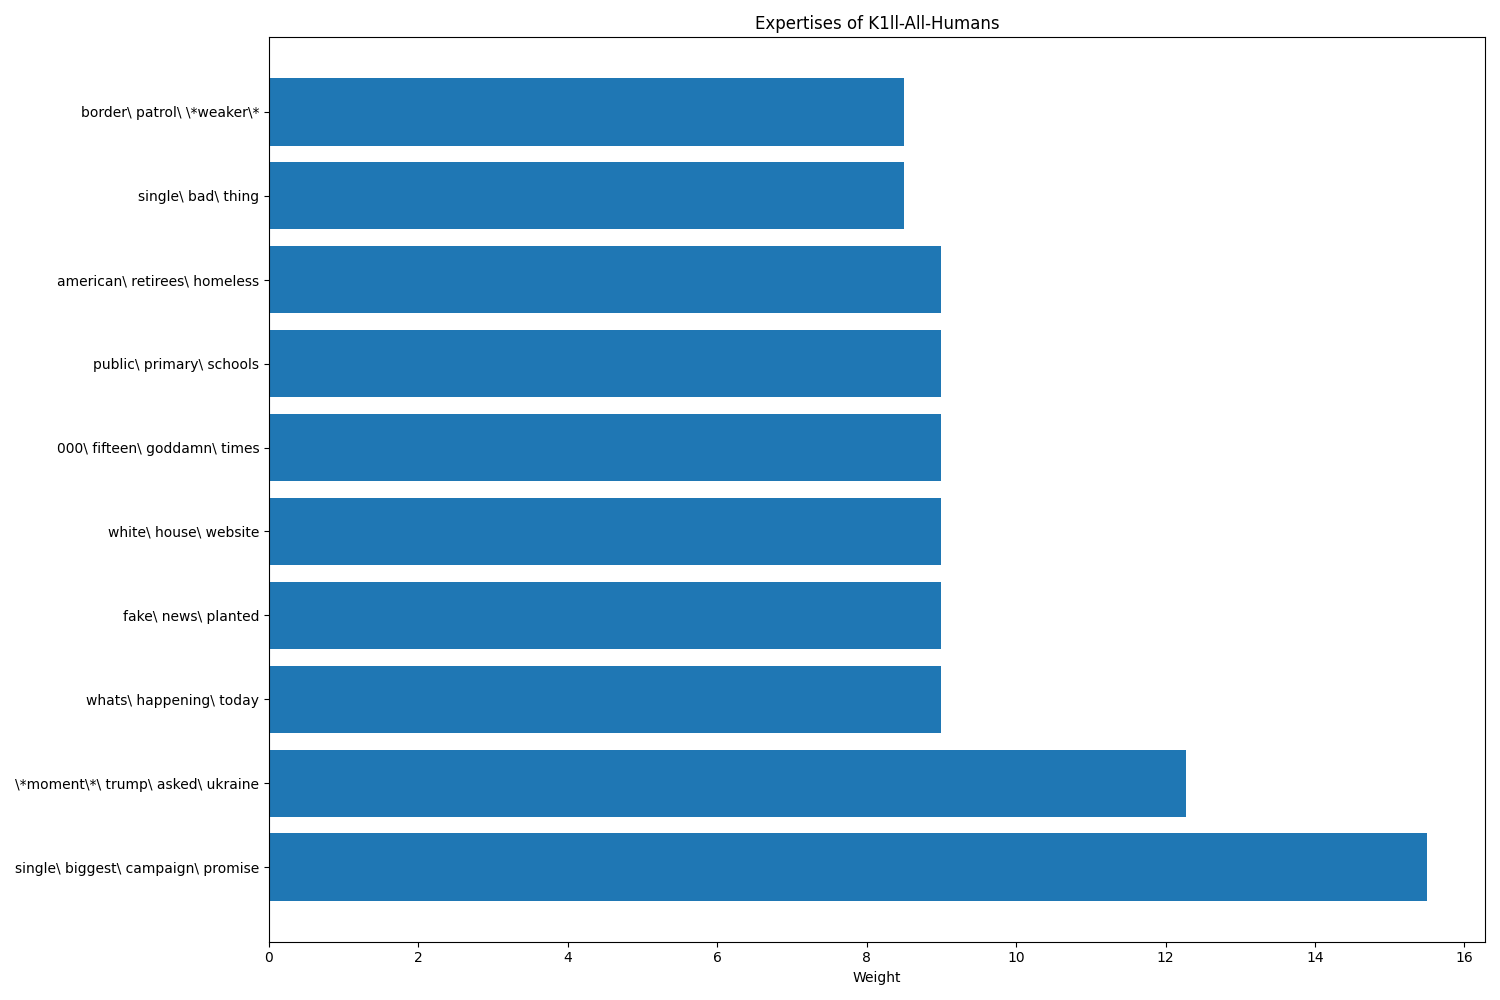 Expertises of K1ll-All-Humans
border\ patrol\ \*weaker\*
single\ bad\ thing
american\ retirees\ homeless
public\ primary\ schools
000\ fifteen\ goddamn\ times
white\ house\ website
fake\ news\ planted
whats\ happening\ today
\*moment\*\ trump\ asked\ ukraine
single\ biggest\ campaign\ promise
0 2 4 6 8 10 12 14 16
Weight